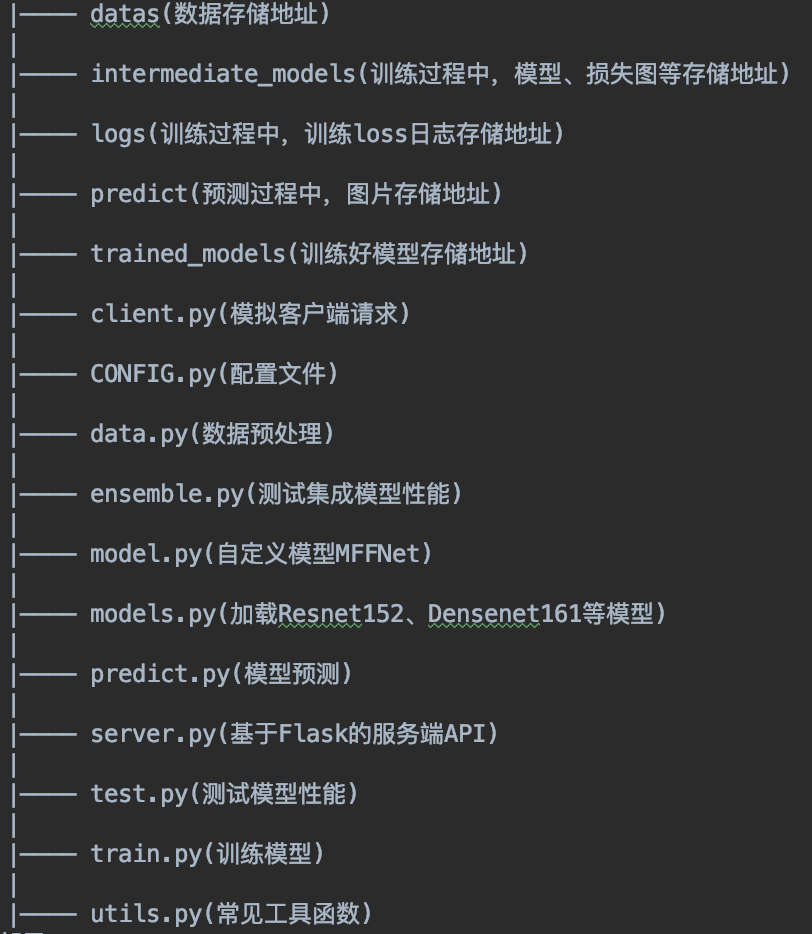 |──── datas(数据存储地址)
|
|──── intermediate_models(训练过程中，模型、损失图等存储地址)
|
|──── logs(训练过程中，训练loss日志存储地址)
|
|──── predict(预测过程中，图片存储地址)
|
|──── trained_models(训练好模型存储地址)
|
|──── client.py(模拟客户端请求)
|
|──── CONFIG.py(配置文件)
|
|──── data.py(数据预处理)
|
|──── ensemble.py(测试集成模型性能)
|
|──── model.py(自定义模型MFFNet)
|
|──── models.py(加载Resnet152、Densenet161等模型)
|
|──── predict.py(模型预测)
|
|──── server.py(基于Flask的服务端API)
|
|──── test.py(测试模型性能)
|
|──── train.py(训练模型)
|
|──── utils.py(常见工具函数)